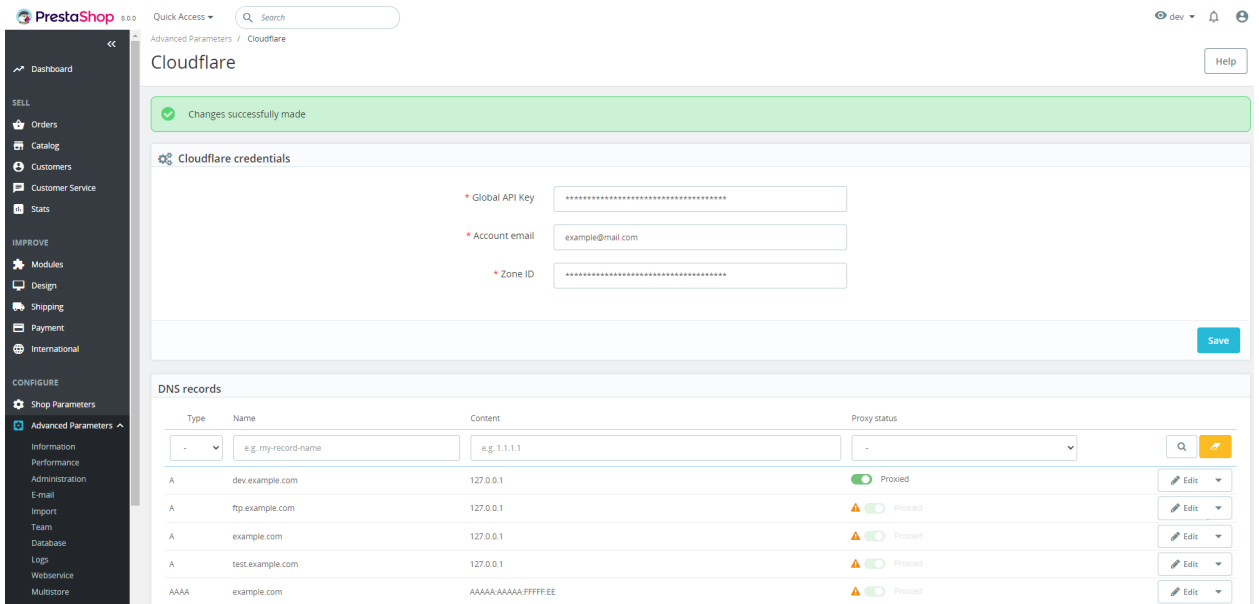 PrestaShop 8.0.0 Quick Access Search dev
Advanced Parameters / Cloudflare
Cloudflare
Help
Dashboard
SELL
Orders
Catalog
Customers
Customer Service
Stats
IMPROVE
Modules
Design
Shipping
Payment
International
CONFIGURE
Shop Parameters
Advanced Parameters
Information
Performance
Administration
E-mail
Import
Team
Database
Logs
Webservice
Multistore
Changes successfully made
Cloudflare credentials
* Global API Key *************************************
* Account email example@mail.com
* Zone ID *************************************
Save
DNS records
Type Name Content Proxy status
- e.g. my-record-name e.g. 1.1.1.1 -
A dev.example.com 127.0.0.1 Proxied Edit
A ftp.example.com 127.0.0.1 Proxied Edit
A example.com 127.0.0.1 Proxied Edit
A test.example.com 127.0.0.1 Proxied Edit
AAAA example.com AAAAA:AAAAA:FFFFF:EE Proxied Edit